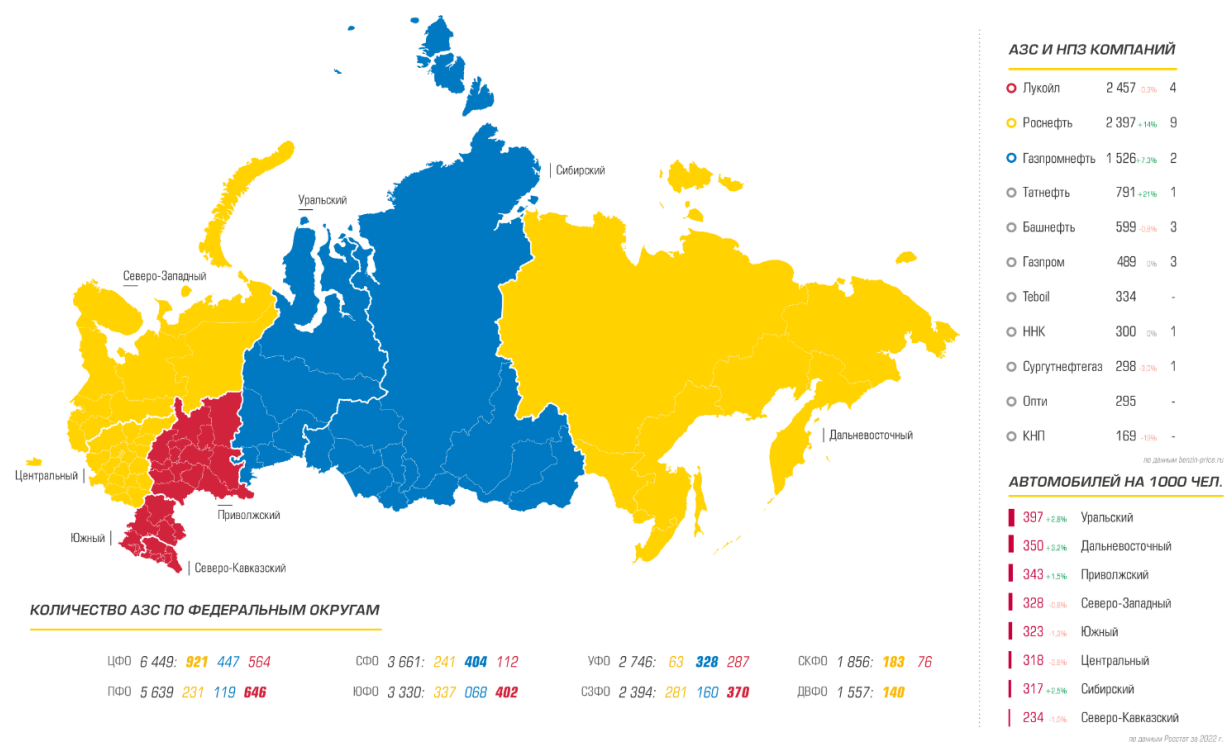 Сибирский
Уральский
Северо-Западный
Дальневосточный
Центральный
Приволжский
Южный
Северо-Кавказский
КОЛИЧЕСТВО АЗС ПО ФЕДЕРАЛЬНЫМ ОКРУГАМ
ЦФО 6 449: 921 447 564
СФО 3 661: 241 404 112
УФО 2 746: 63 328 287
СКФО 1 856: 183 76
ПФО 5 639 231 119 646
ЮФО 3 330: 337 068 402
СЗФО 2 394: 281 160 370
ДВФО 1 557: 140
АЗС И НПЗ КОМПАНИЙ
Лукойл 2 457 -0,3% 4
Роснефть 2 397 +14% 9
Газпромнефть 1 526 +7,3% 2
Татнефть 791 +21% 1
Башнефть 599 -0,8% 3
Газпром 489 0% 3
Teboil 334 -
ННК 300 0% 1
Сургутнефтегаз 298 1
Опти 295 -
КНП 169 -
по данным benzin-price.ru
АВТОМОБИЛЕЙ НА 1000 ЧЕЛ.
397 +2,8% Уральский
350 +3,2% Дальневосточный
343 +1,5% Приволжский
328 Северо-Западный
323 Южный
318 Центральный
317 +2,5% Сибирский
234 Северо-Кавказский
по данным Росстат за 2022 г.